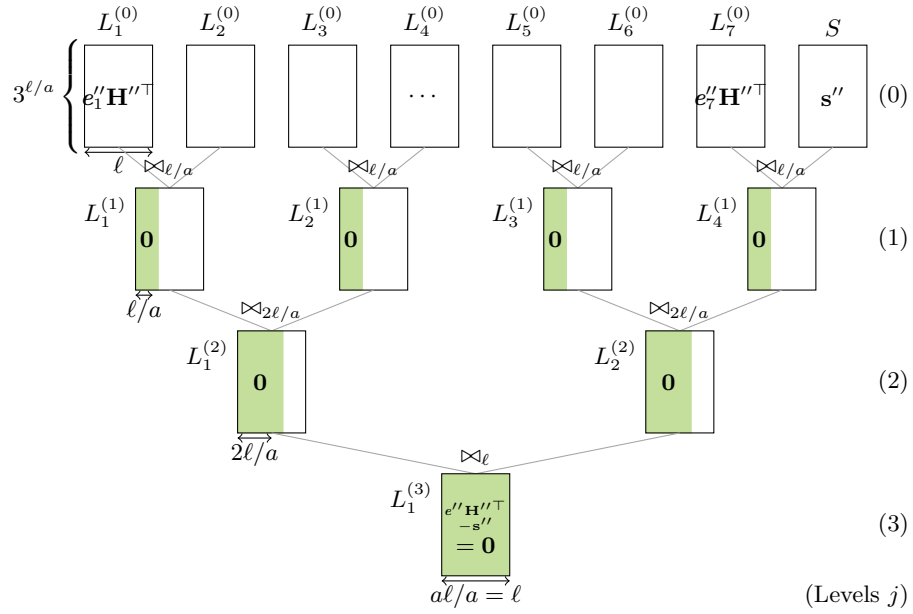 L_1^{(0)} L_2^{(0)} L_3^{(0)} L_4^{(0)} L_5^{(0)} L_6^{(0)} L_7^{(0)} S
3^{ℓ/a} e''_1H''^⊤ ··· e''_7H''^⊤ s'' (0)
ℓ
⋈_{ℓ/a} ⋈_{ℓ/a} ⋈_{ℓ/a} ⋈_{ℓ/a}
L_1^{(1)} L_2^{(1)} L_3^{(1)} L_4^{(1)}
0 0 0 0 (1)
ℓ/a
⋈_{2ℓ/a} ⋈_{2ℓ/a}
L_1^{(2)} L_2^{(2)}
0 0 (2)
2ℓ/a
⋈_ℓ
L_1^{(3)}
e''H''^⊤
−s''
= 0 (3)
aℓ/a = ℓ
(Levels j)